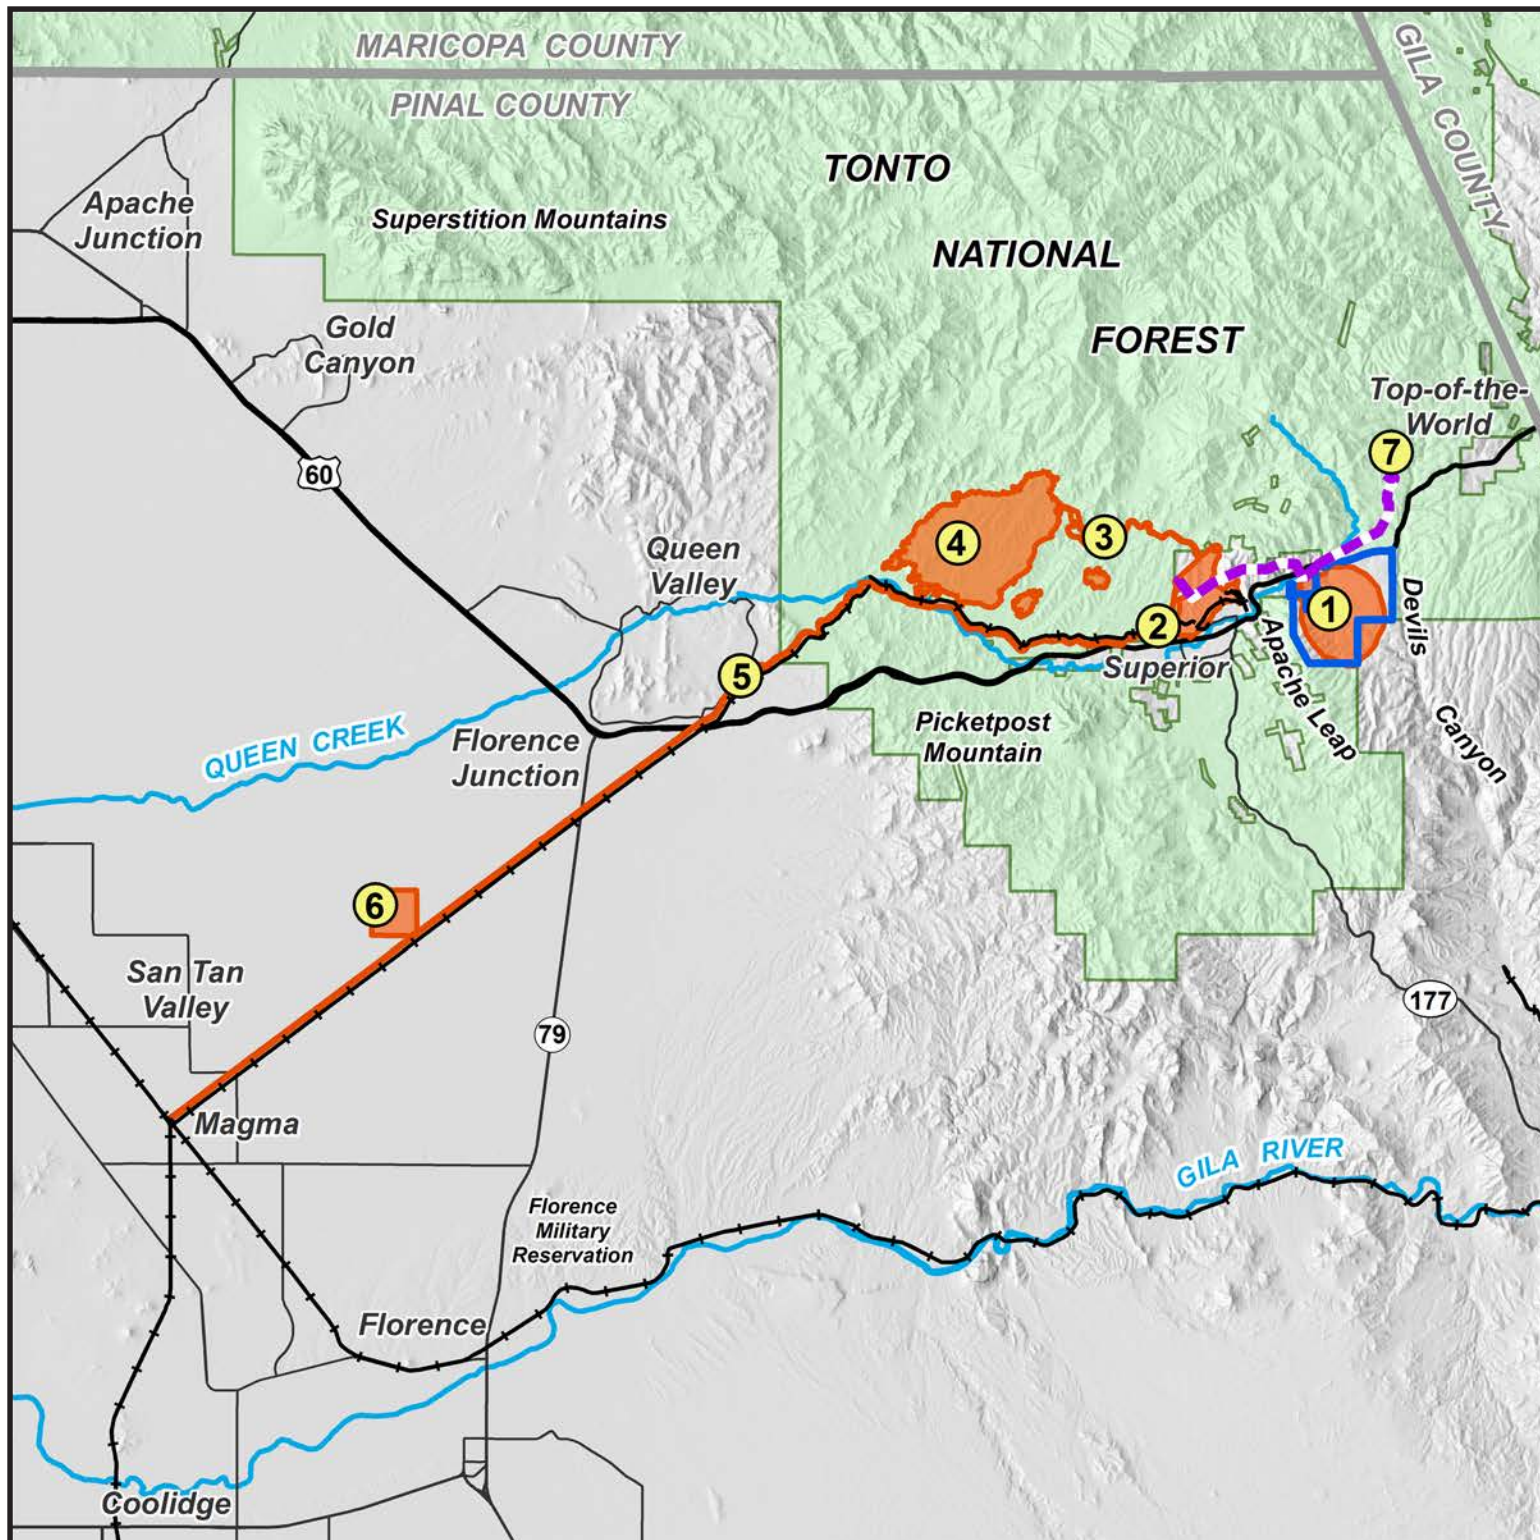 MARICOPA COUNTY
PINAL COUNTY
GILA COUNTY
TONTO
NATIONAL
FOREST
Apache
Junction
Superstition Mountains
Gold
Canyon
Top-of-the-
World
60
7
4
3
Queen
Valley
1
2
Devils
Canyon
Apache Leap
Superior
5
Picketpost
Mountain
QUEEN CREEK
Florence
Junction
6
San Tan
Valley
177
79
Magma
GILA RIVER
Florence
Military
Reservation
Florence
Coolidge